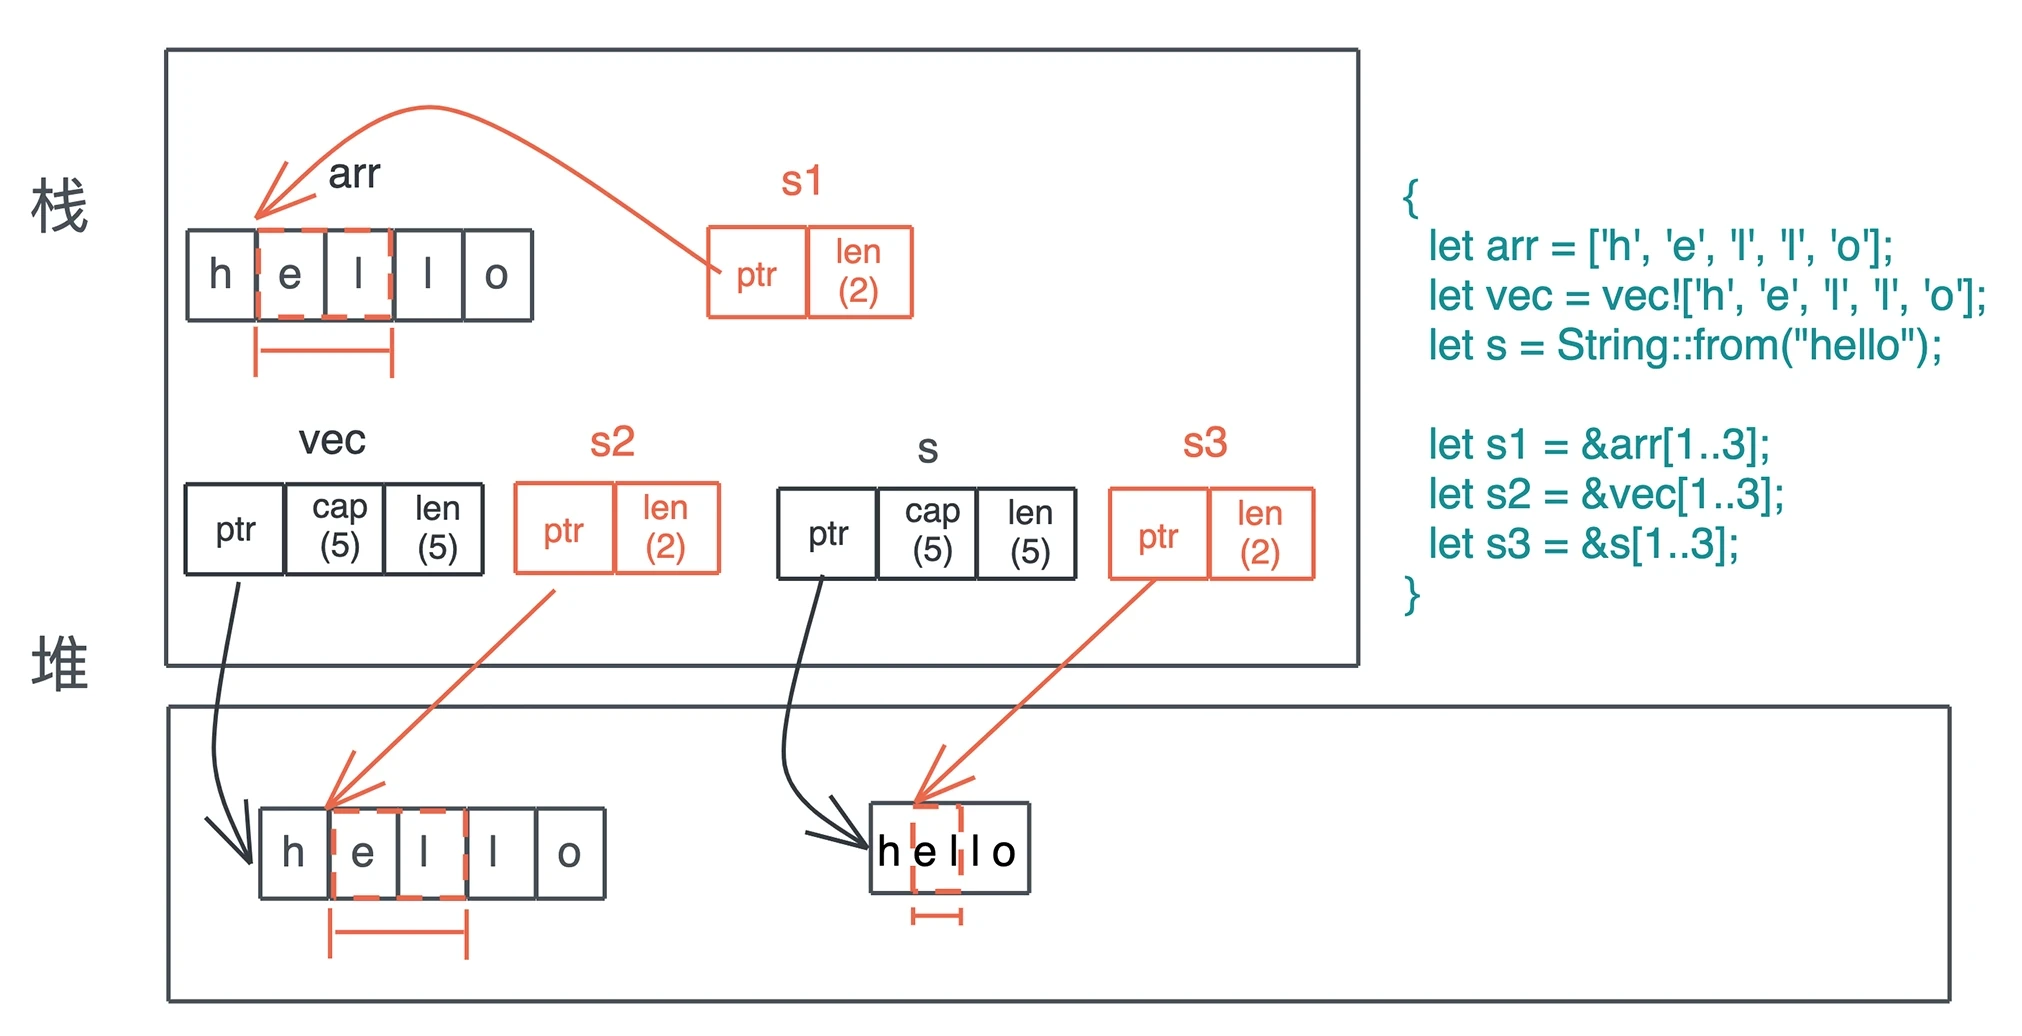 栈
arr
s1
h e l l o
ptr
len
(2)
vec
s2
s
s3
ptr
cap
(5)
len
(5)
ptr
len
(2)
ptr
cap
(5)
len
(5)
ptr
len
(2)
堆
h e l l o
h e l l o
{
let arr = ['h', 'e', 'l', 'l', 'o'];
let vec = vec!['h', 'e', 'l', 'l', 'o'];
let s = String::from("hello");
let s1 = &arr[1..3];
let s2 = &vec[1..3];
let s3 = &s[1..3];
}